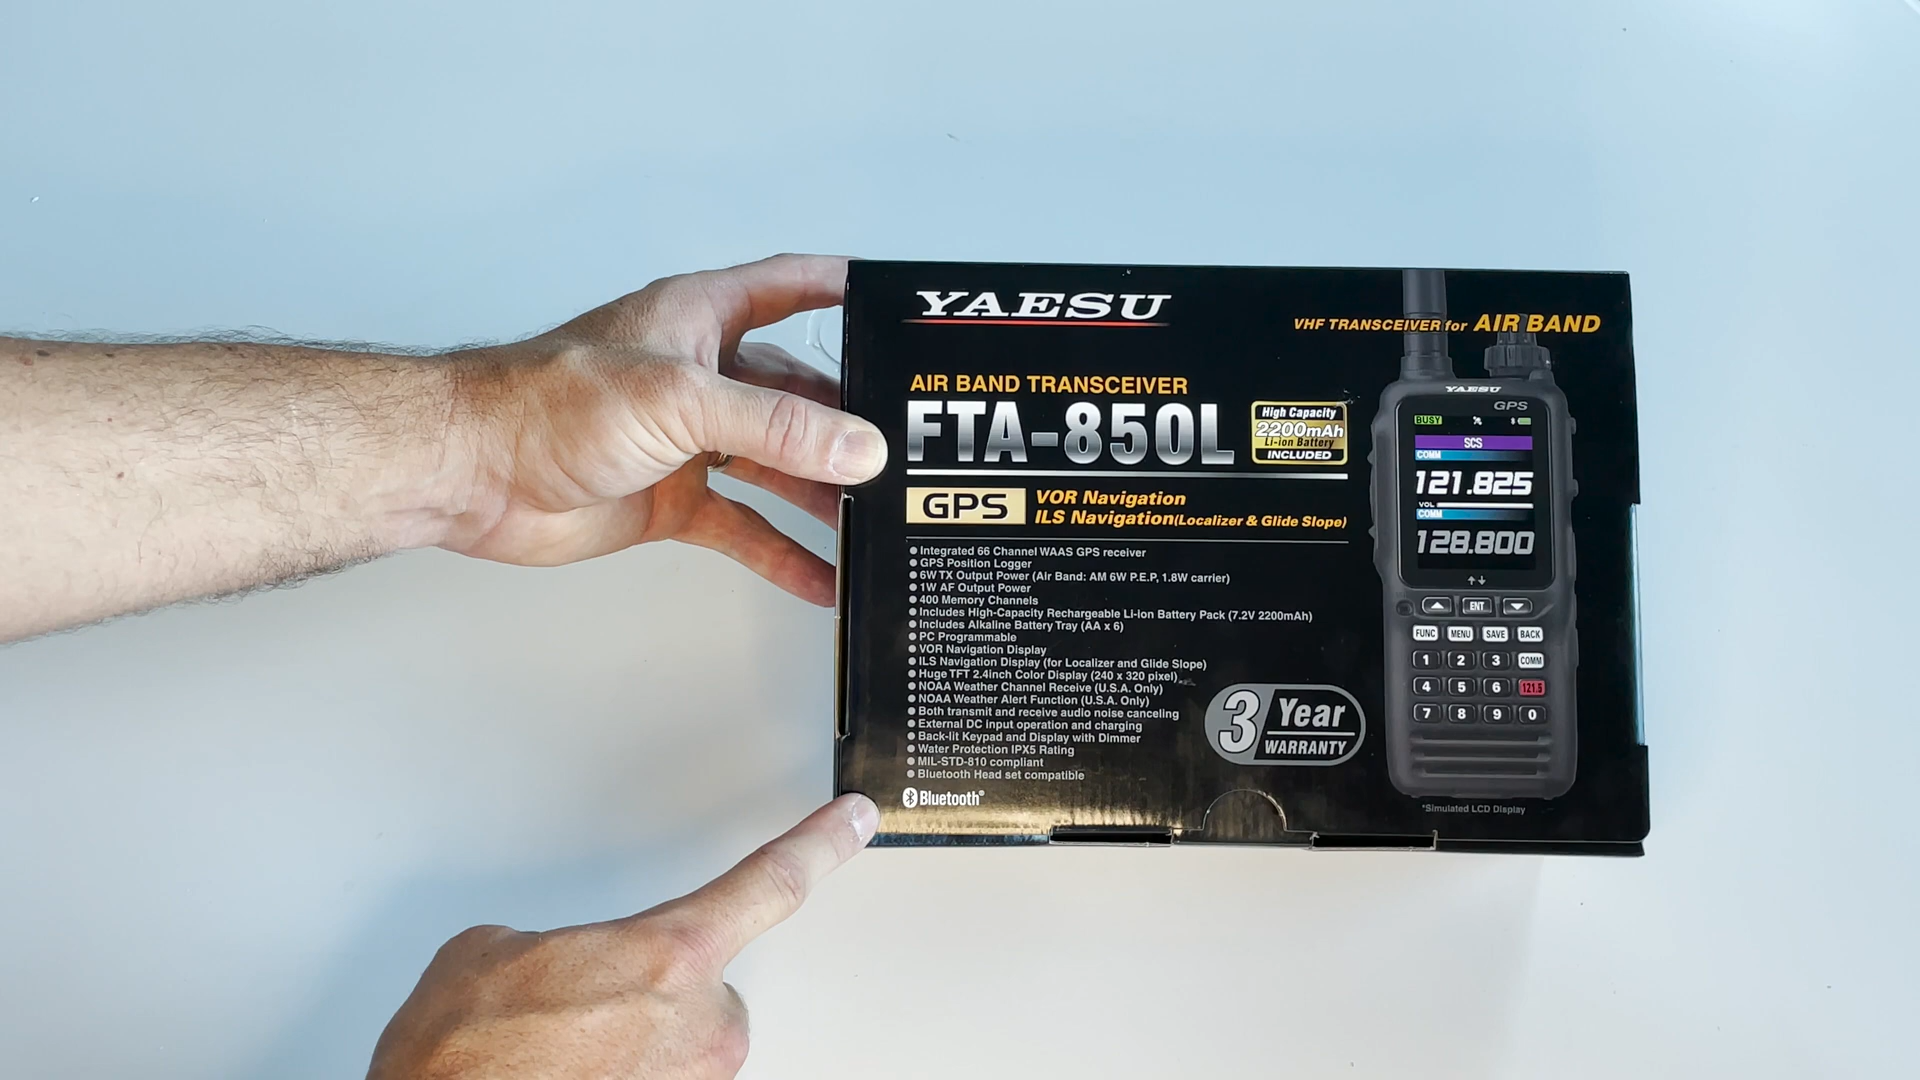 YAESU
VHF TRANSCEIVER for AIR BAND
AIR BAND TRANSCEIVER
FTA-850L
High Capacity
2200mAh
Li-ion Battery
INCLUDED
GPS
VOR Navigation
ILS Navigation(Localizer & Glide Slope)
● Integrated 66 Channel WAAS GPS receiver
● GPS Position Logger
● 6W TX Output Power (Air Band: AM 6W P.E.P, 1.8W carrier)
● 1W AF Output Power
● 400 Memory Channels
● Includes High-Capacity Rechargeable Li-ion Battery Pack (7.2V 2200mAh)
● Includes Alkaline Battery Tray (AA x 6)
● PC Programmable
● VOR Navigation Display
● ILS Navigation Display (for Localizer and Glide Slope)
● Huge TFT 2.4inch Color Display (240 x 320 pixel)
● NOAA Weather Channel Receive (U.S.A. Only)
● NOAA Weather Alert Function (U.S.A. Only)
● Both transmit and receive audio noise canceling
● External DC input operation and charging
● Back-lit Keypad and Display with Dimmer
● Water Protection IPX5 Rating
● MIL-STD-810 compliant
● Bluetooth Head set compatible
Bluetooth®
3 Year
WARRANTY
YAESU
GPS
BUSY
SCS
COMM
121.825
VOL
COMM
128.800
ENT
FUNC MENU SAVE BACK
1 2 3 COMM
4 5 6 121.5
7 8 9 0
*Simulated LCD Display